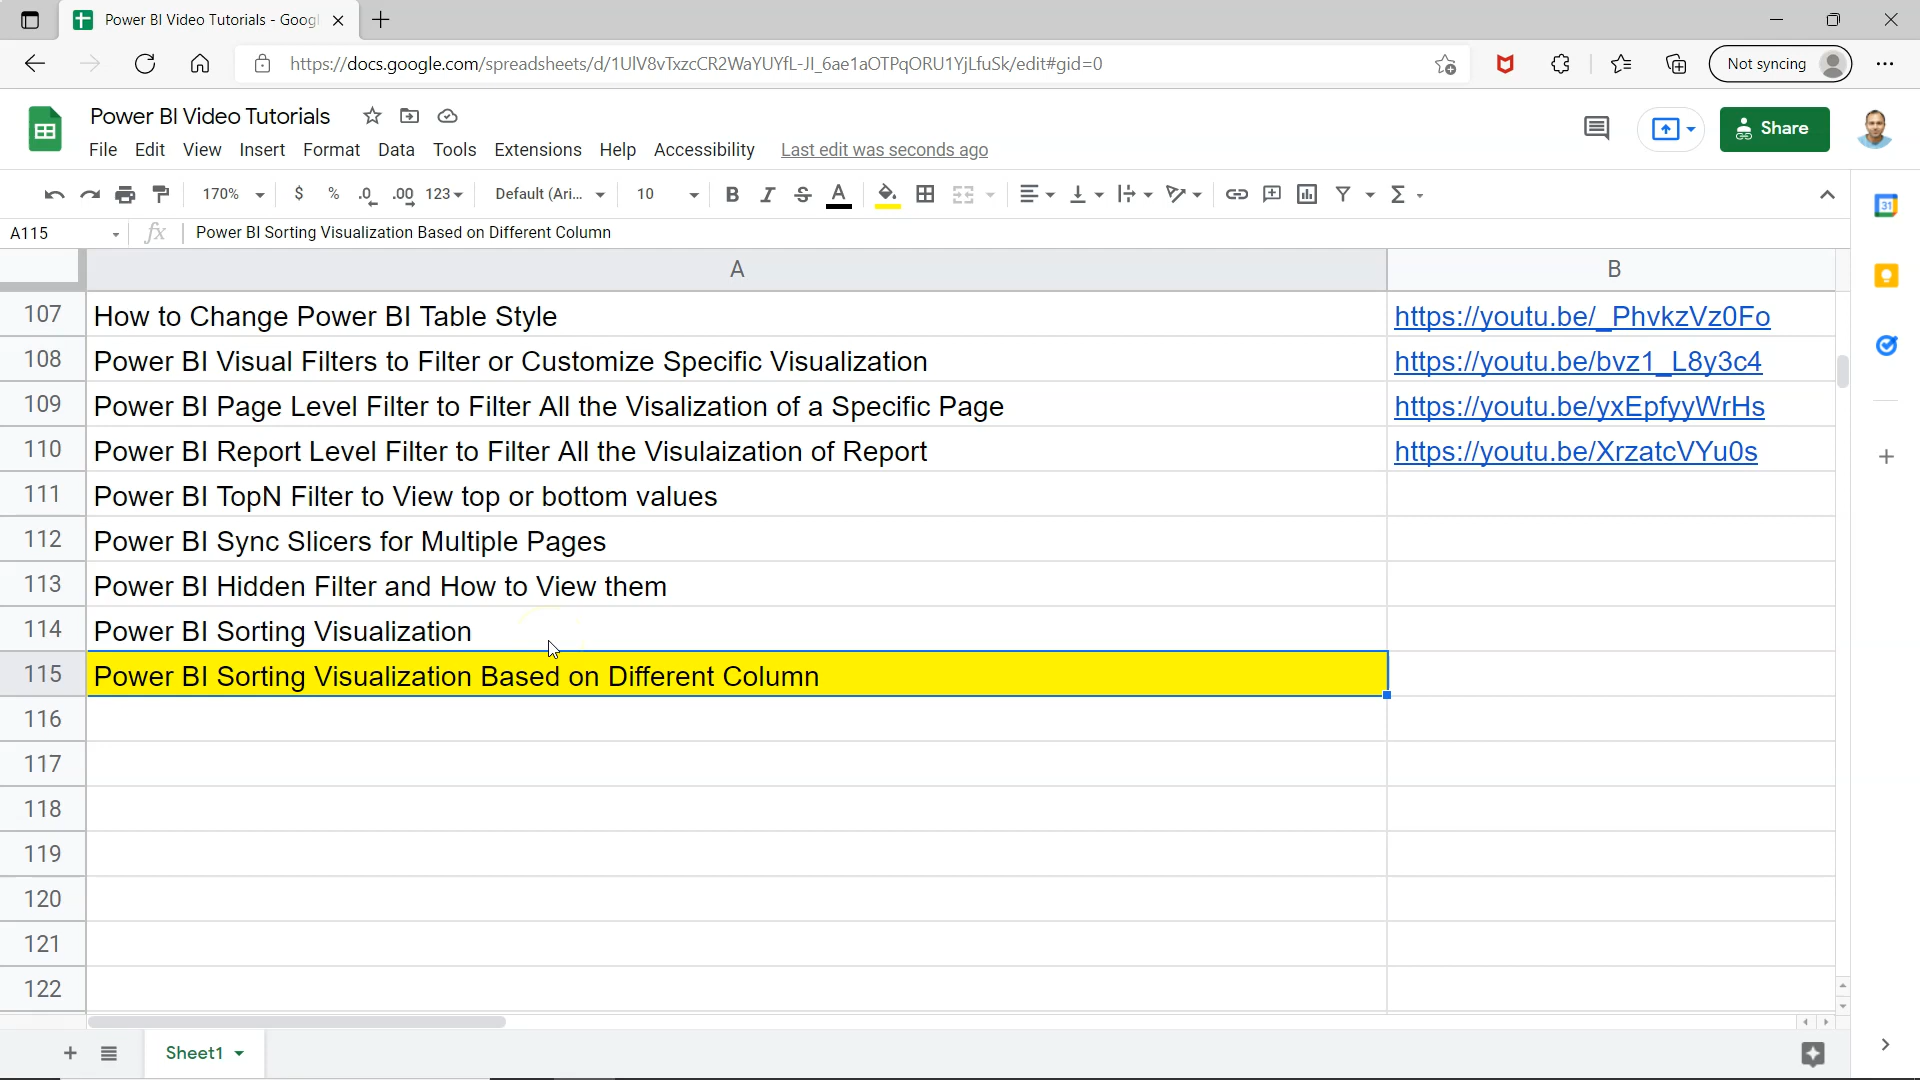 Power BI Video Tutorials - Googl
https://docs.google.com/spreadsheets/d/1UlV8vTxzcCR2WaYUYfL-JI_6ae1aOTPqORU1YjLfuSk/edit#gid=0
Not syncing
Power BI Video Tutorials
File Edit View Insert Format Data Tools Extensions Help Accessibility Last edit was seconds ago
Share
170% $ % .0 .00 123 Default (Ari... 10 B I S A Σ
31
A115 fx Power BI Sorting Visualization Based on Different Column
A B
107 How to Change Power BI Table Style https://youtu.be/_PhvkzVz0Fo
108 Power BI Visual Filters to Filter or Customize Specific Visualization https://youtu.be/bvz1_L8y3c4
109 Power BI Page Level Filter to Filter All the Visalization of a Specific Page https://youtu.be/yxEpfyyWrHs
110 Power BI Report Level Filter to Filter All the Visulaization of Report https://youtu.be/XrzatcVYu0s
111 Power BI TopN Filter to View top or bottom values
112 Power BI Sync Slicers for Multiple Pages
113 Power BI Hidden Filter and How to View them
114 Power BI Sorting Visualization
115 Power BI Sorting Visualization Based on Different Column
116
117
118
119
120
121
122
Sheet1